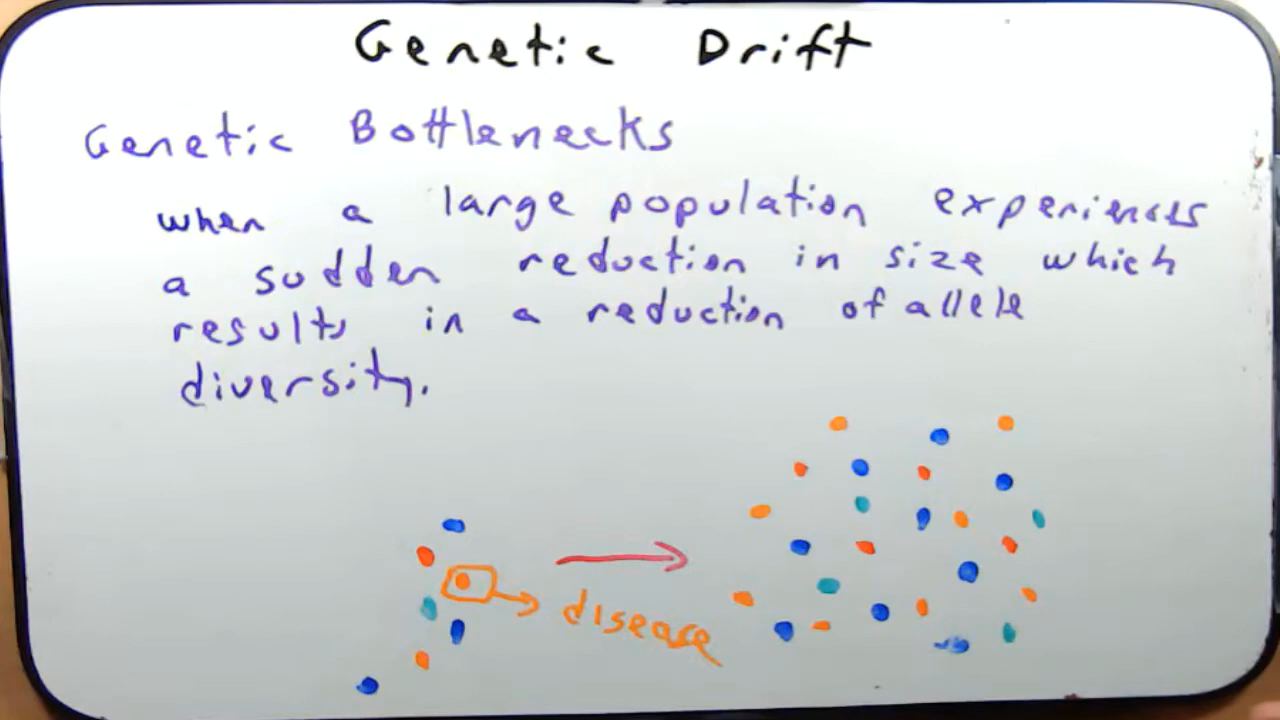 Genetic Drift
Genetic Bottlenecks
when a large population experiences
a sudden reduction in size which
results in a reduction of allele
diversity.
disease